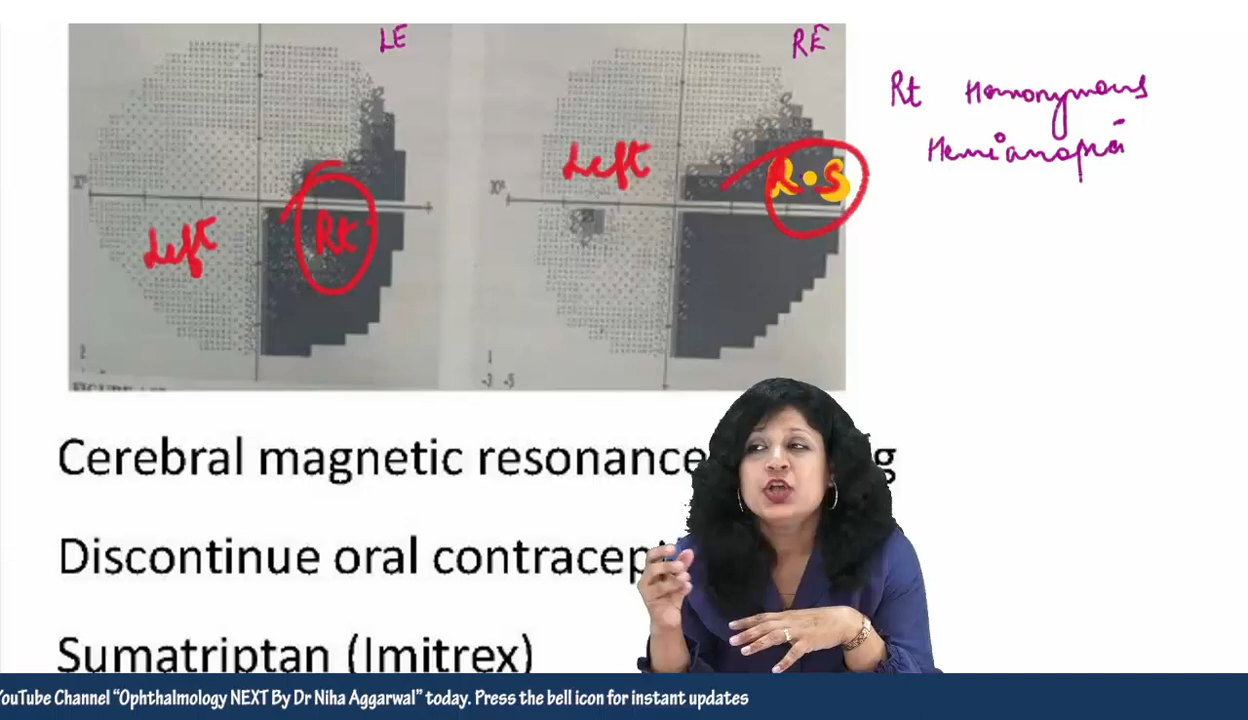 LE
RE
Rt Homonymous
Hemianopia
Left
R•S
Left
Rt
Cerebral magnetic resonance
Discontinue oral contracept
Sumatriptan (Imitrex)
YouTube Channel “Ophthalmology NEXT By Dr Niha Aggarwal” today. Press the bell icon for instant updates